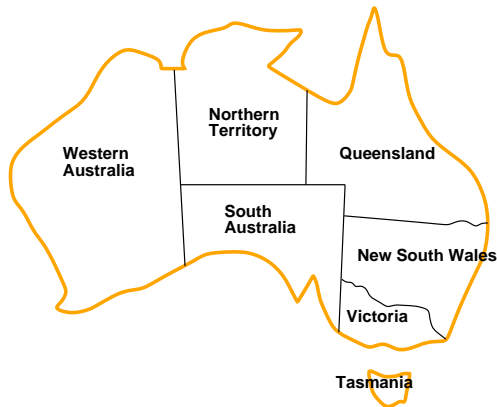 Northern
Territory
Western
Australia
Queensland
South
Australia
New South Wales
Victoria
Tasmania